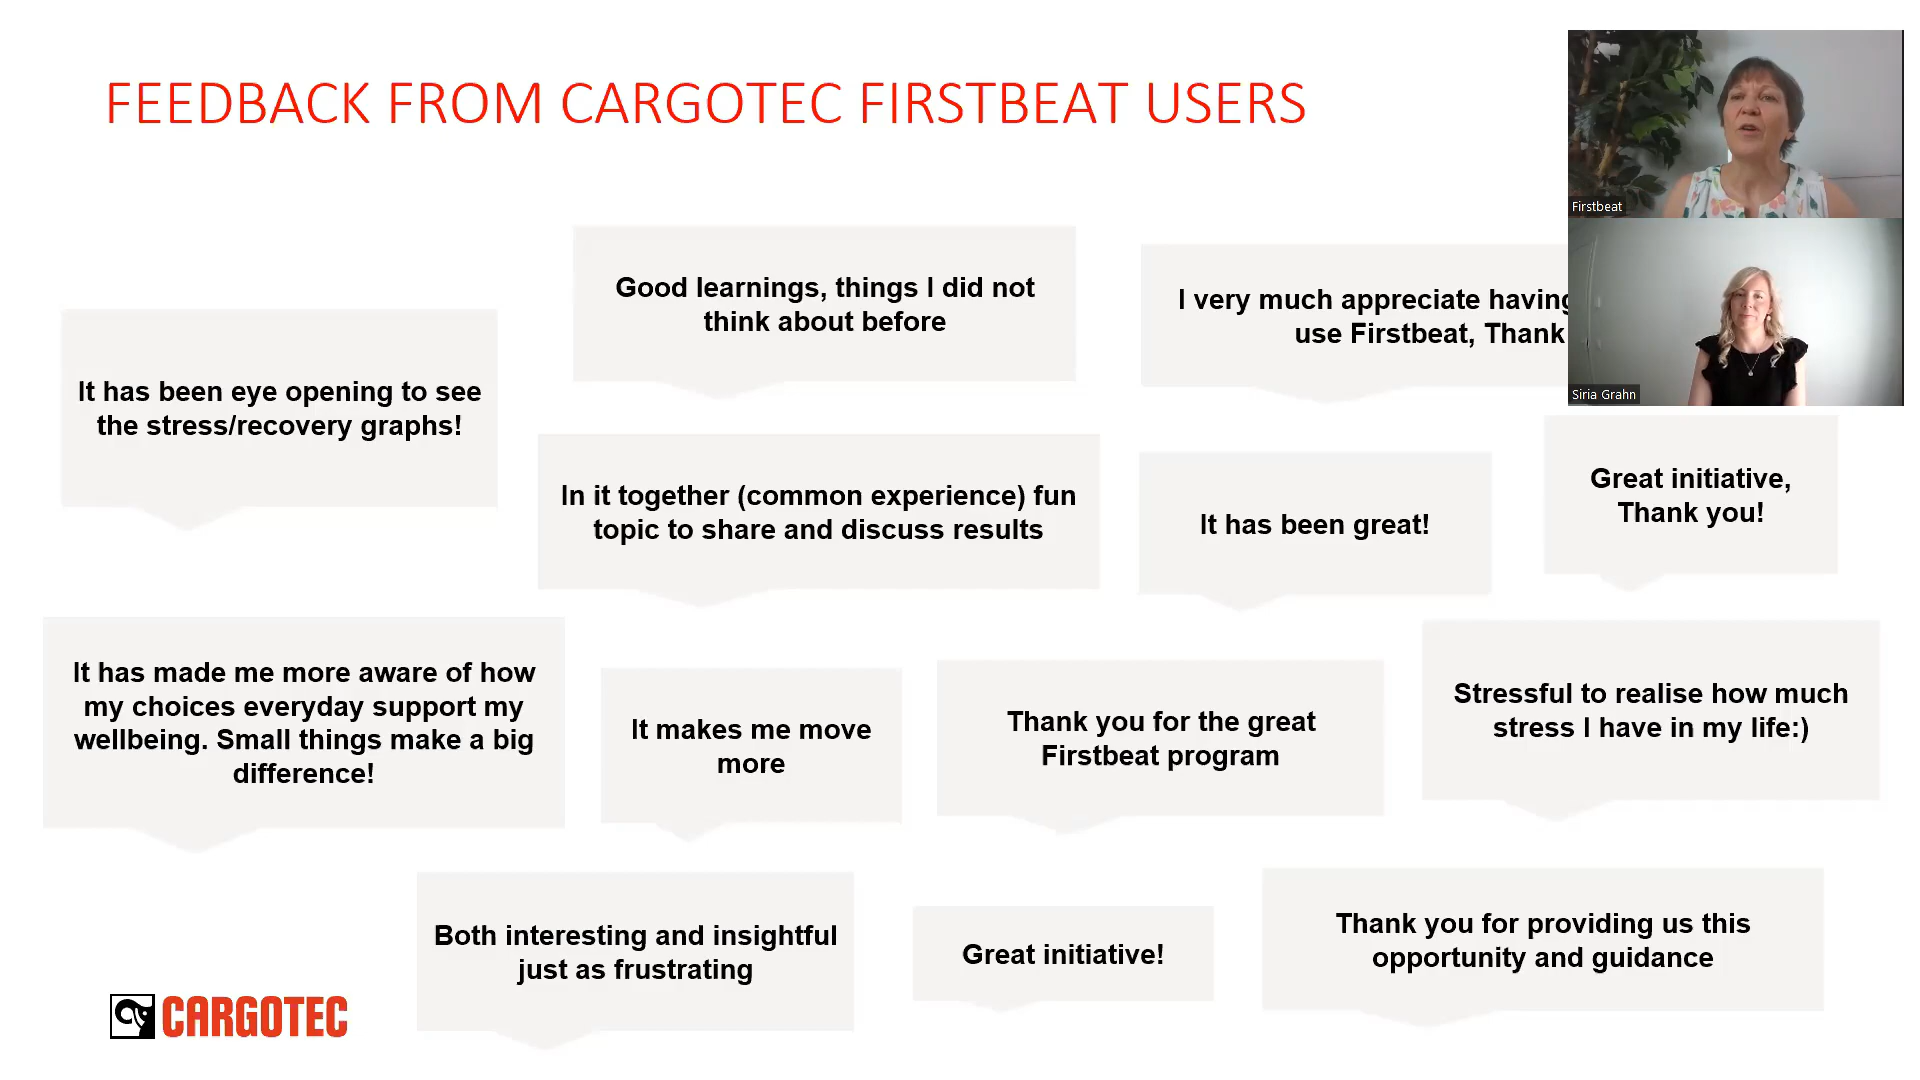 FEEDBACK FROM CARGOTEC FIRSTBEAT USERS
Firstbeat
Siria Grahn
Good learnings, things I did not
think about before
I very much appreciate having
use Firstbeat, Thank
It has been eye opening to see
the stress/recovery graphs!
In it together (common experience) fun
topic to share and discuss results
It has been great!
Great initiative,
Thank you!
It has made me more aware of how
my choices everyday support my
wellbeing. Small things make a big
difference!
It makes me move
more
Thank you for the great
Firstbeat program
Stressful to realise how much
stress I have in my life:)
Both interesting and insightful
just as frustrating
Great initiative!
Thank you for providing us this
opportunity and guidance
CARGOTEC